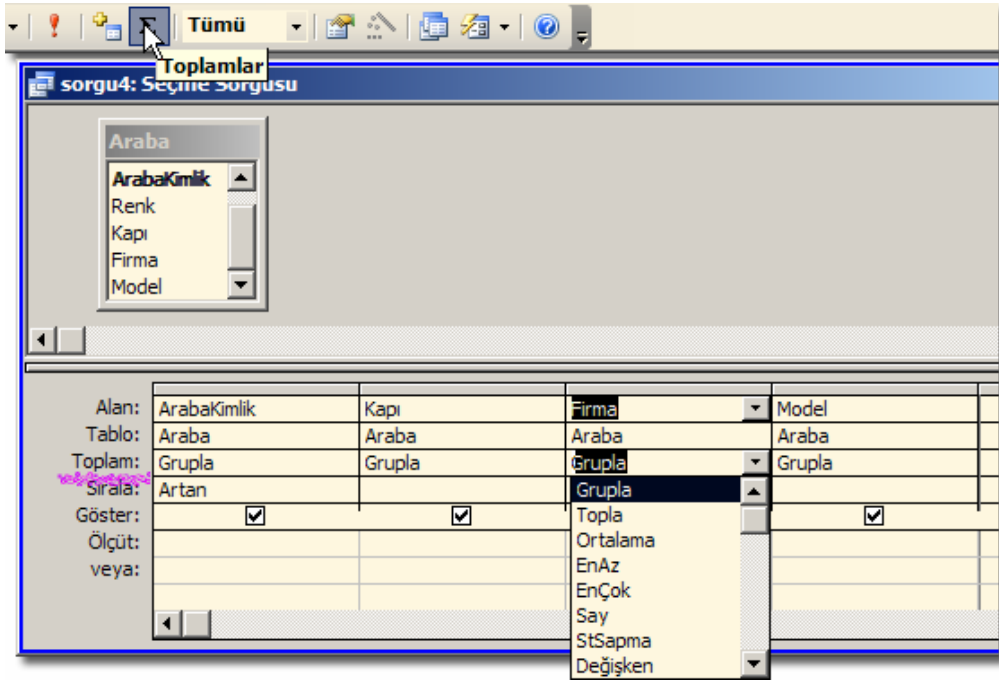 Tümü
Toplamlar
sorgu4: Seçme Sorgusu
Araba
ArabaKimlik
Renk
Kapı
Firma
Model
Alan: ArabaKimlik Kapı Firma Model
Tablo: Araba Araba Araba Araba
Toplam: Grupla Grupla Grupla Grupla
Sırala: Artan
Göster:
Ölçüt:
veya:
Grupla
Topla
Ortalama
EnAz
EnÇok
Say
StSapma
Değişken